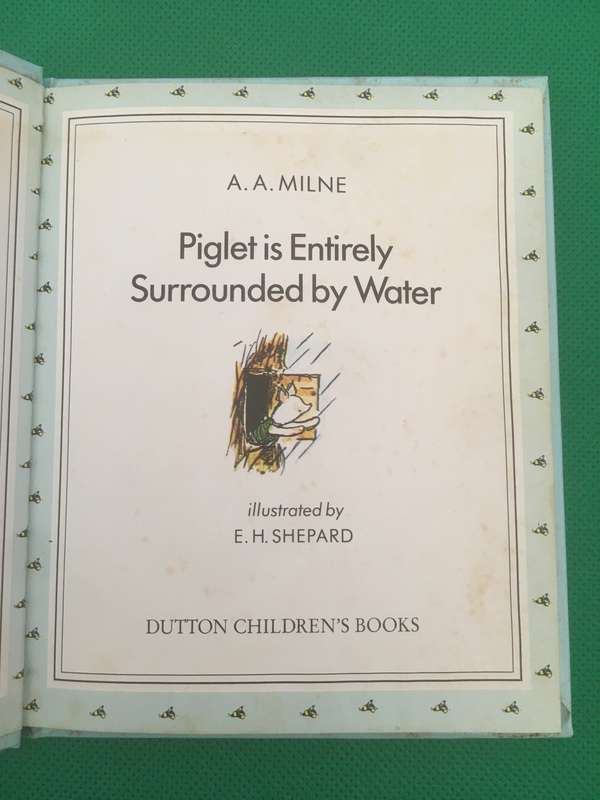 A. A. MILNE
Piglet is Entirely
Surrounded by Water
illustrated by
E. H. SHEPARD
DUTTON CHILDREN'S BOOKS